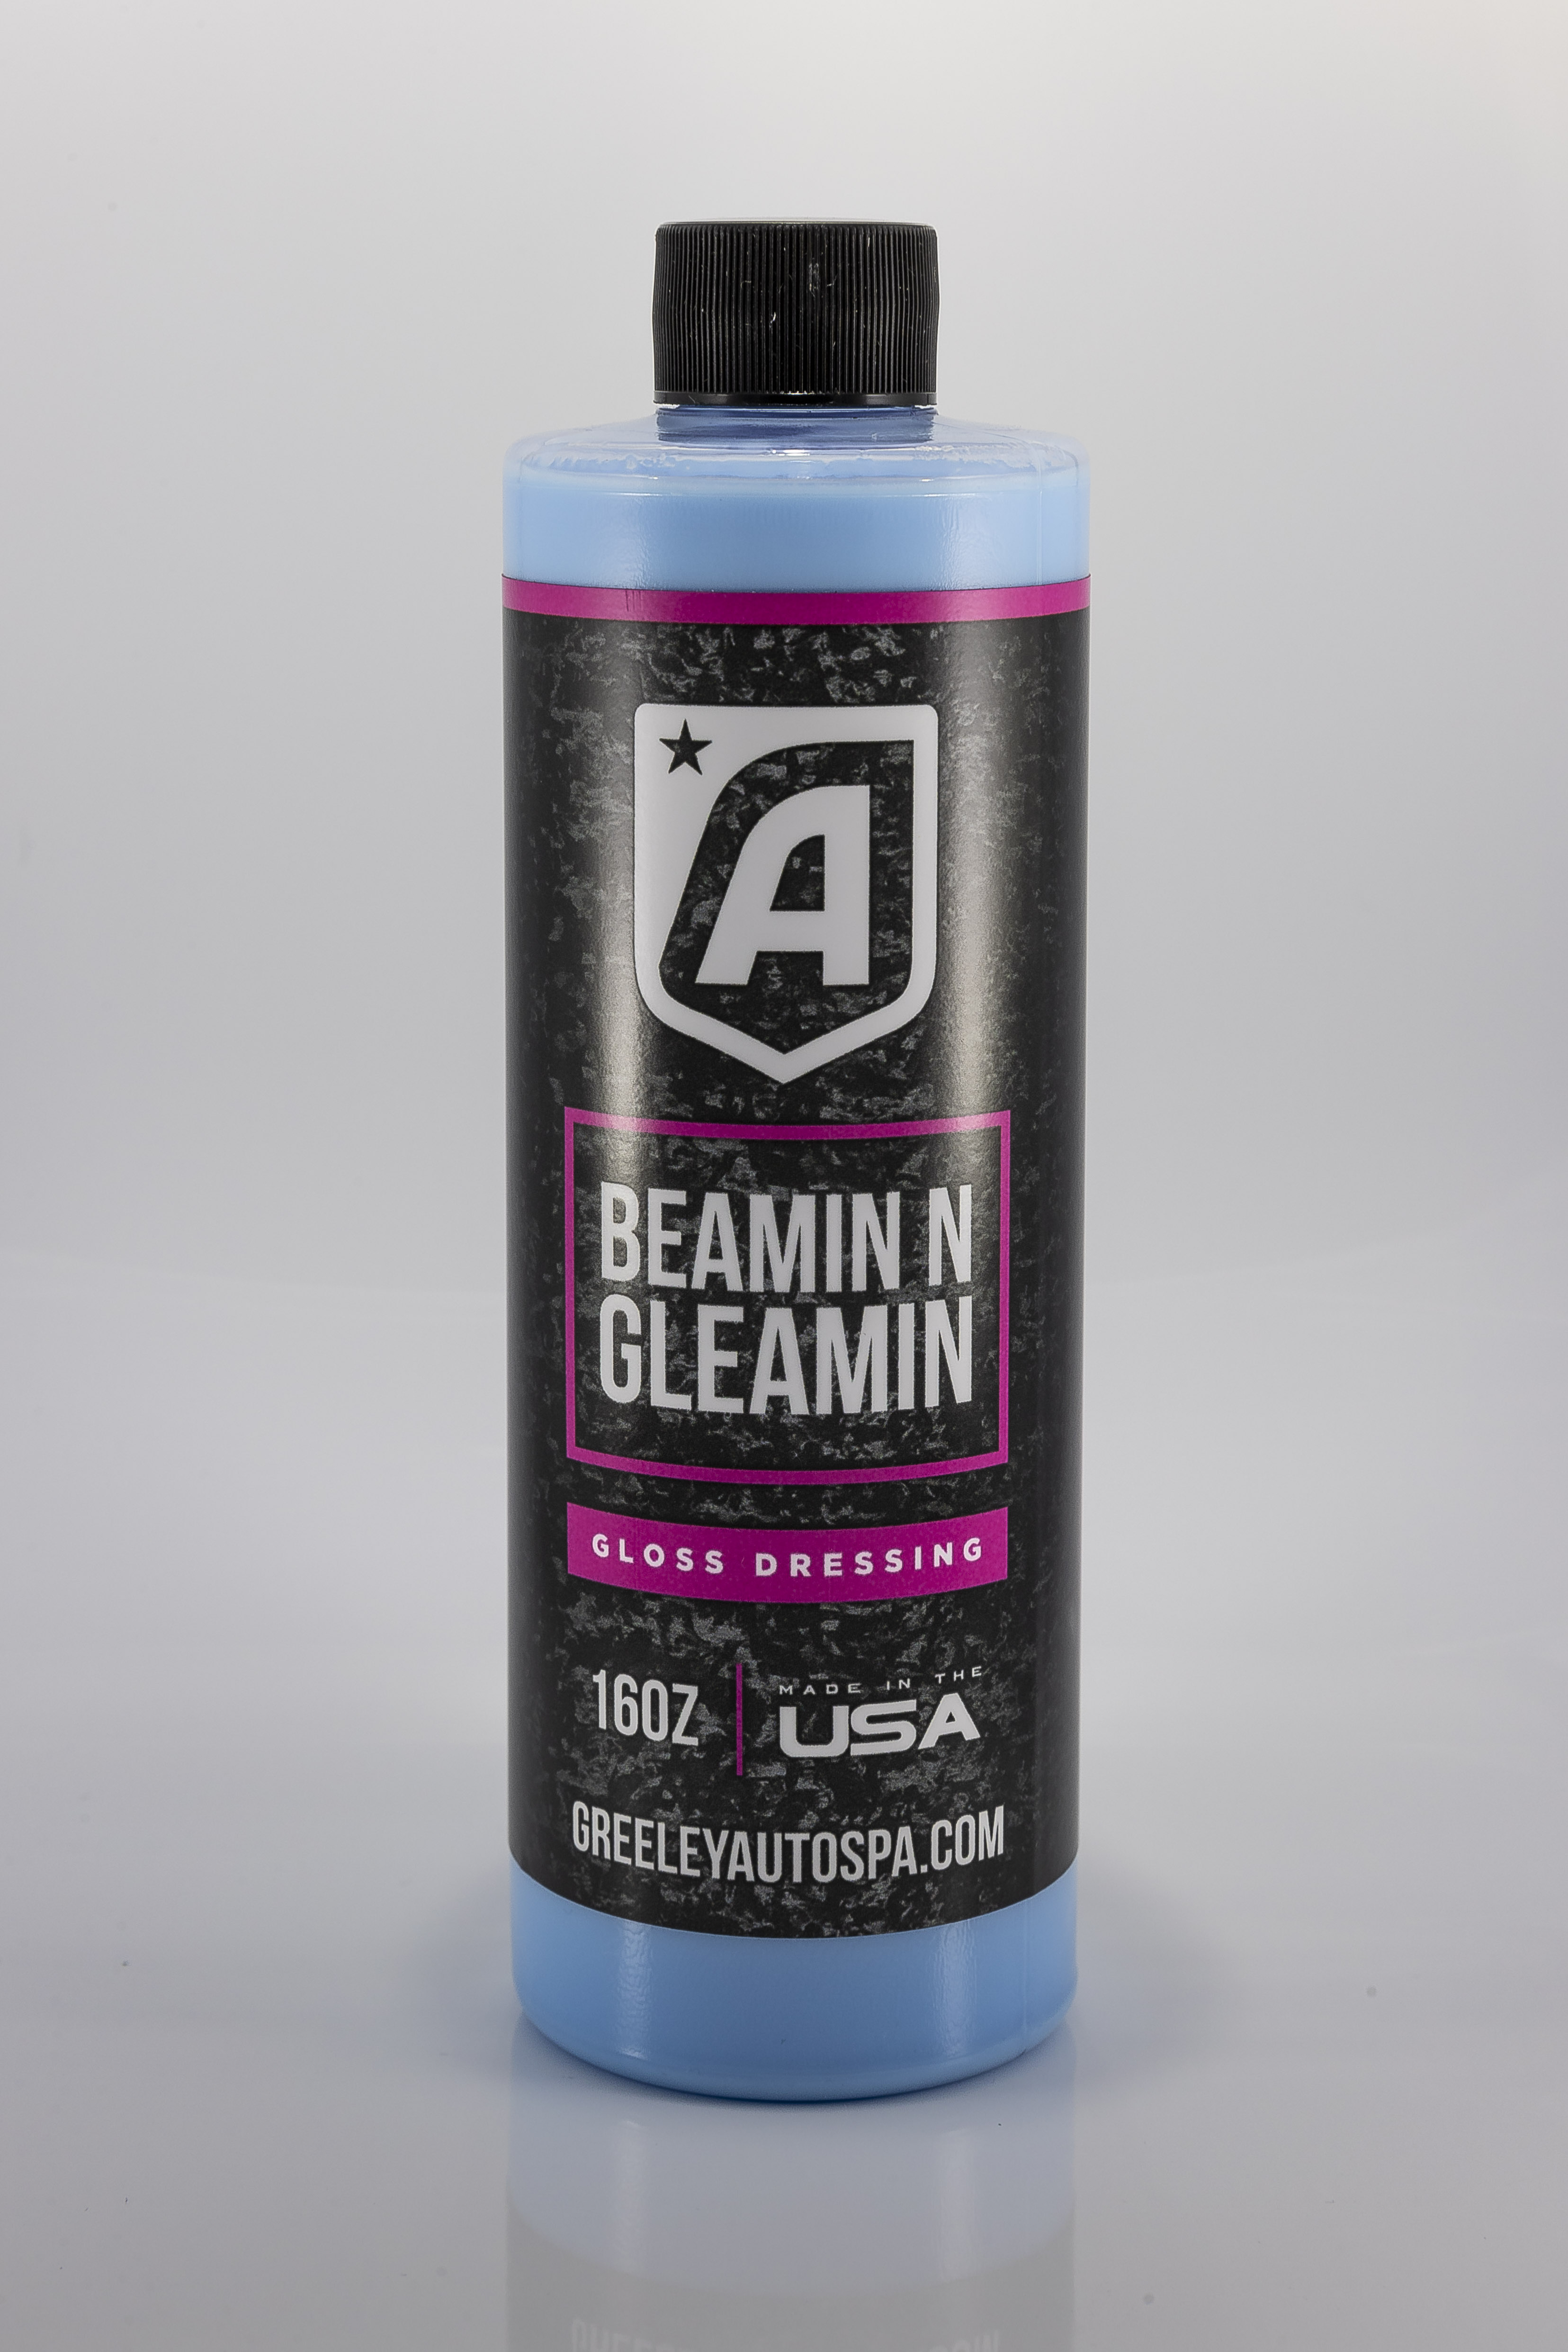 A
BEAMIN N
GLEAMIN
GLOSS DRESSING
16OZ
MADE IN THE
USA
GREELEYAUTOSPA.COM